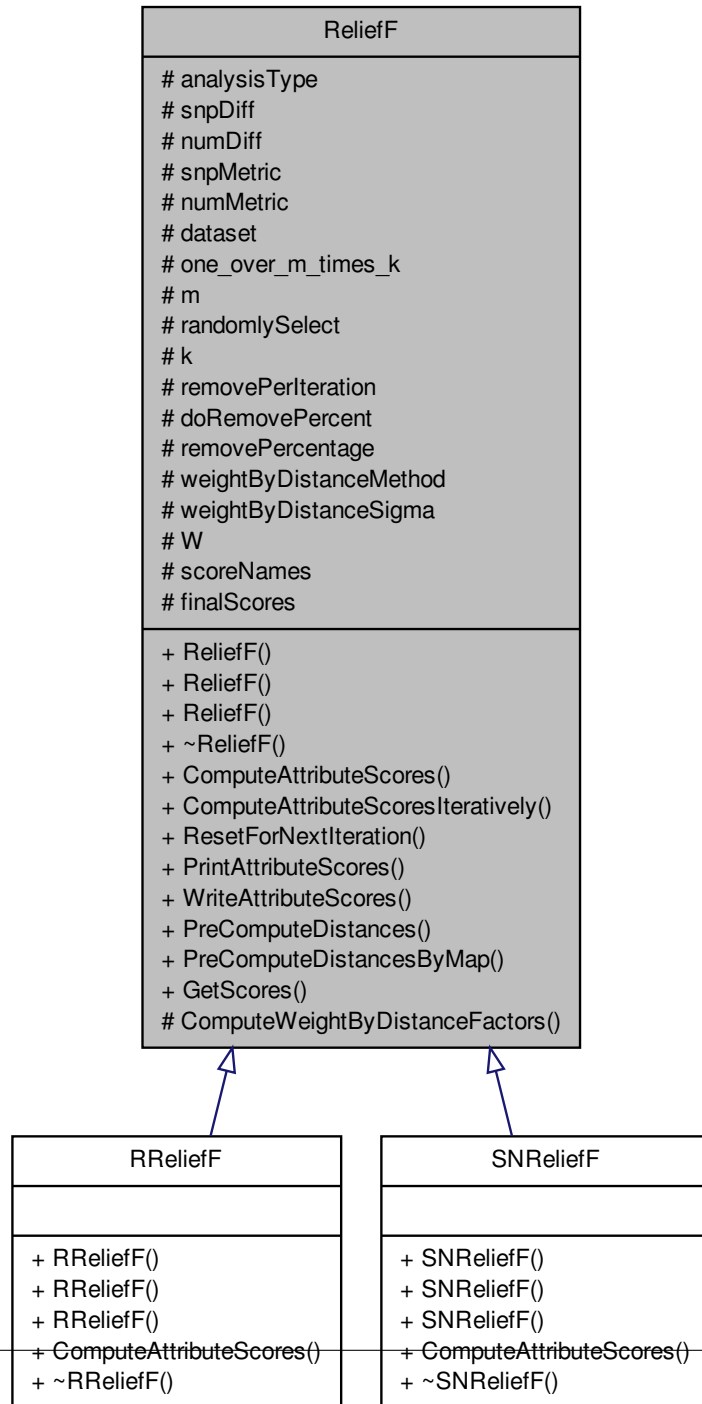 ReliefF
# analysisType
# snpDiff
# numDiff
# snpMetric
# numMetric
# dataset
# one_over_m_times_k
# m
# randomlySelect
# k
# removePerIteration
# doRemovePercent
# removePercentage
# weightByDistanceMethod
# weightByDistanceSigma
# W
# scoreNames
# finalScores
+ ReliefF()
+ ReliefF()
+ ReliefF()
+ ~ReliefF()
+ ComputeAttributeScores()
+ ComputeAttributeScoresIteratively()
+ ResetForNextIteration()
+ PrintAttributeScores()
+ WriteAttributeScores()
+ PreComputeDistances()
+ PreComputeDistancesByMap()
+ GetScores()
# ComputeWeightByDistanceFactors()
RReliefF
+ RReliefF()
+ RReliefF()
+ RReliefF()
+ ComputeAttributeScores()
+ ~RReliefF()
SNReliefF
+ SNReliefF()
+ SNReliefF()
+ SNReliefF()
+ ComputeAttributeScores()
+ ~SNReliefF()